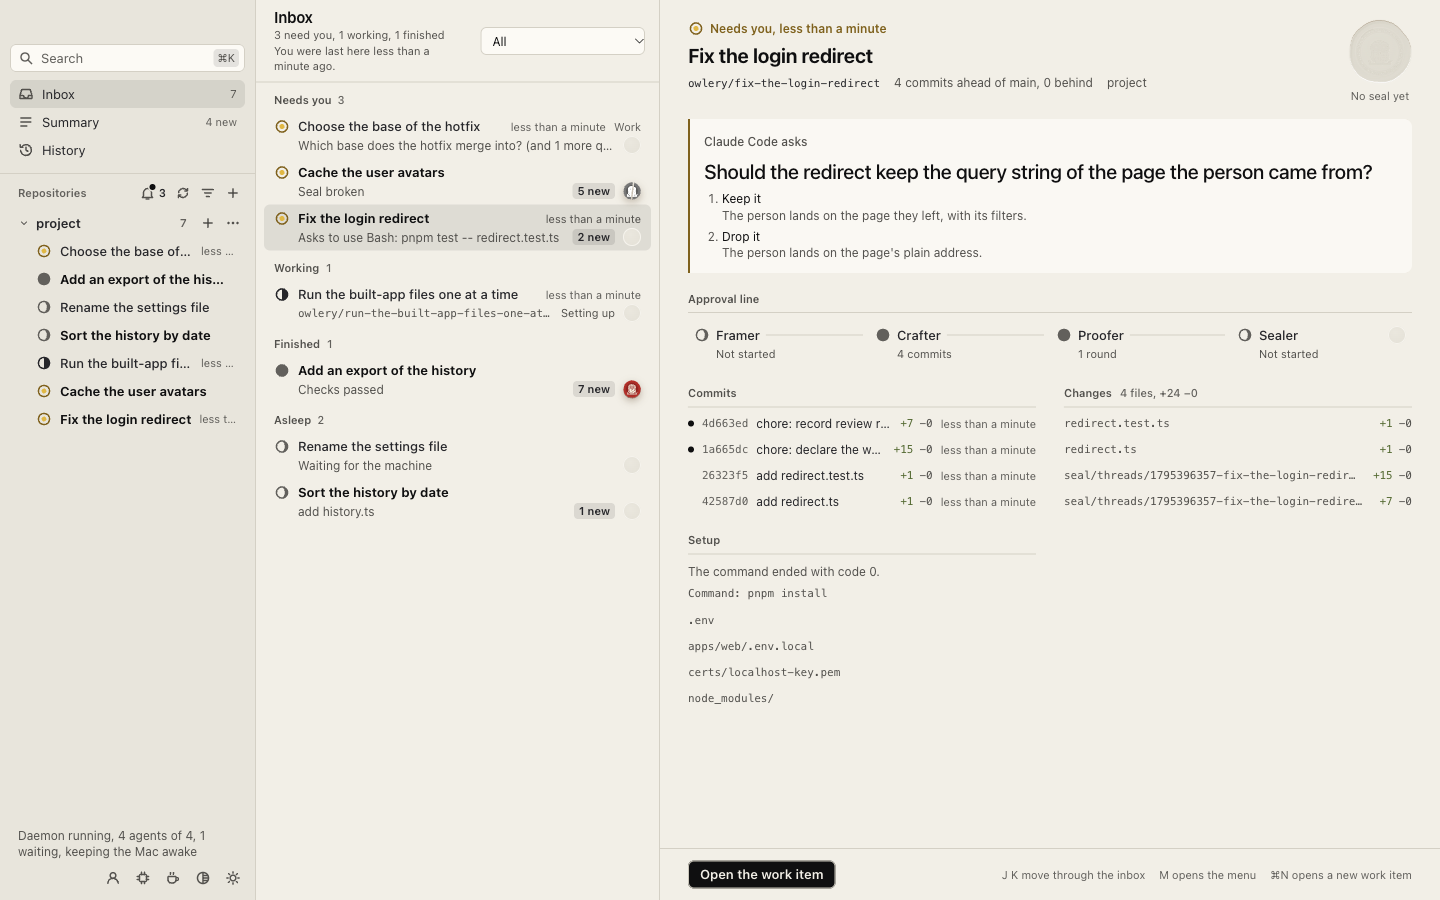 Search ⌘K
Inbox 7
Summary 4 new
History
Repositories 3
project 7
Choose the base of... less ...
Add an export of the his...
Rename the settings file
Sort the history by date
Run the built-app fi... less ...
Cache the user avatars
Fix the login redirect less t...
Daemon running, 4 agents of 4, 1
waiting, keeping the Mac awake
Inbox
3 need you, 1 working, 1 finished
You were last here less than a
minute ago.
All
Needs you 3
Choose the base of the hotfix less than a minute Work
Which base does the hotfix merge into? (and 1 more q...
Cache the user avatars
Seal broken 5 new
Fix the login redirect less than a minute
Asks to use Bash: pnpm test -- redirect.test.ts 2 new
Working 1
Run the built-app files one at a time less than a minute
owlery/run-the-built-app-files-one-at... Setting up
Finished 1
Add an export of the history
Checks passed 7 new
Asleep 2
Rename the settings file
Waiting for the machine
Sort the history by date
add history.ts 1 new
Needs you, less than a minute
Fix the login redirect
owlery/fix-the-login-redirect 4 commits ahead of main, 0 behind project
No seal yet
Claude Code asks
Should the redirect keep the query string of the page the person came from?
1. Keep it
The person lands on the page they left, with its filters.
2. Drop it
The person lands on the page's plain address.
Approval line
Framer Crafter Proofer Sealer
Not started 4 commits 1 round Not started
Commits
4d663ed chore: record review r... +7 −0 less than a minute
1a665dc chore: declare the w... +15 −0 less than a minute
26323f5 add redirect.test.ts +1 −0 less than a minute
42587d0 add redirect.ts +1 −0 less than a minute
Changes 4 files, +24 −0
redirect.test.ts +1 −0
redirect.ts +1 −0
seal/threads/1795396357-fix-the-login-redir... +15 −0
seal/threads/1795396357-fix-the-login-redire... +7 −0
Setup
The command ended with code 0.
Command: pnpm install
.env
apps/web/.env.local
certs/localhost-key.pem
node_modules/
Open the work item
J K move through the inbox M opens the menu ⌘N opens a new work item